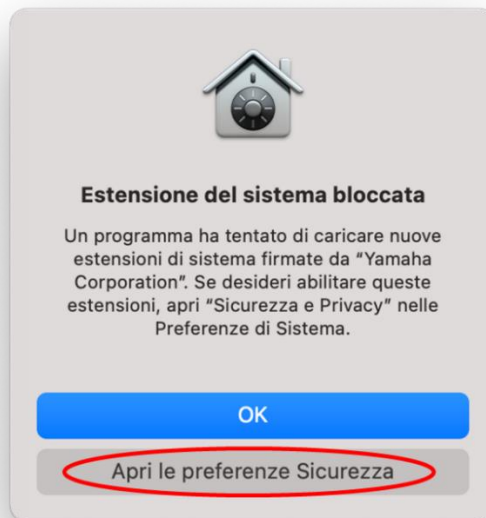 Estensione del sistema bloccata
Un programma ha tentato di caricare nuove
estensioni di sistema firmate da “Yamaha
Corporation”. Se desideri abilitare queste
estensioni, apri “Sicurezza e Privacy” nelle
Preferenze di Sistema.
OK
Apri le preferenze Sicurezza